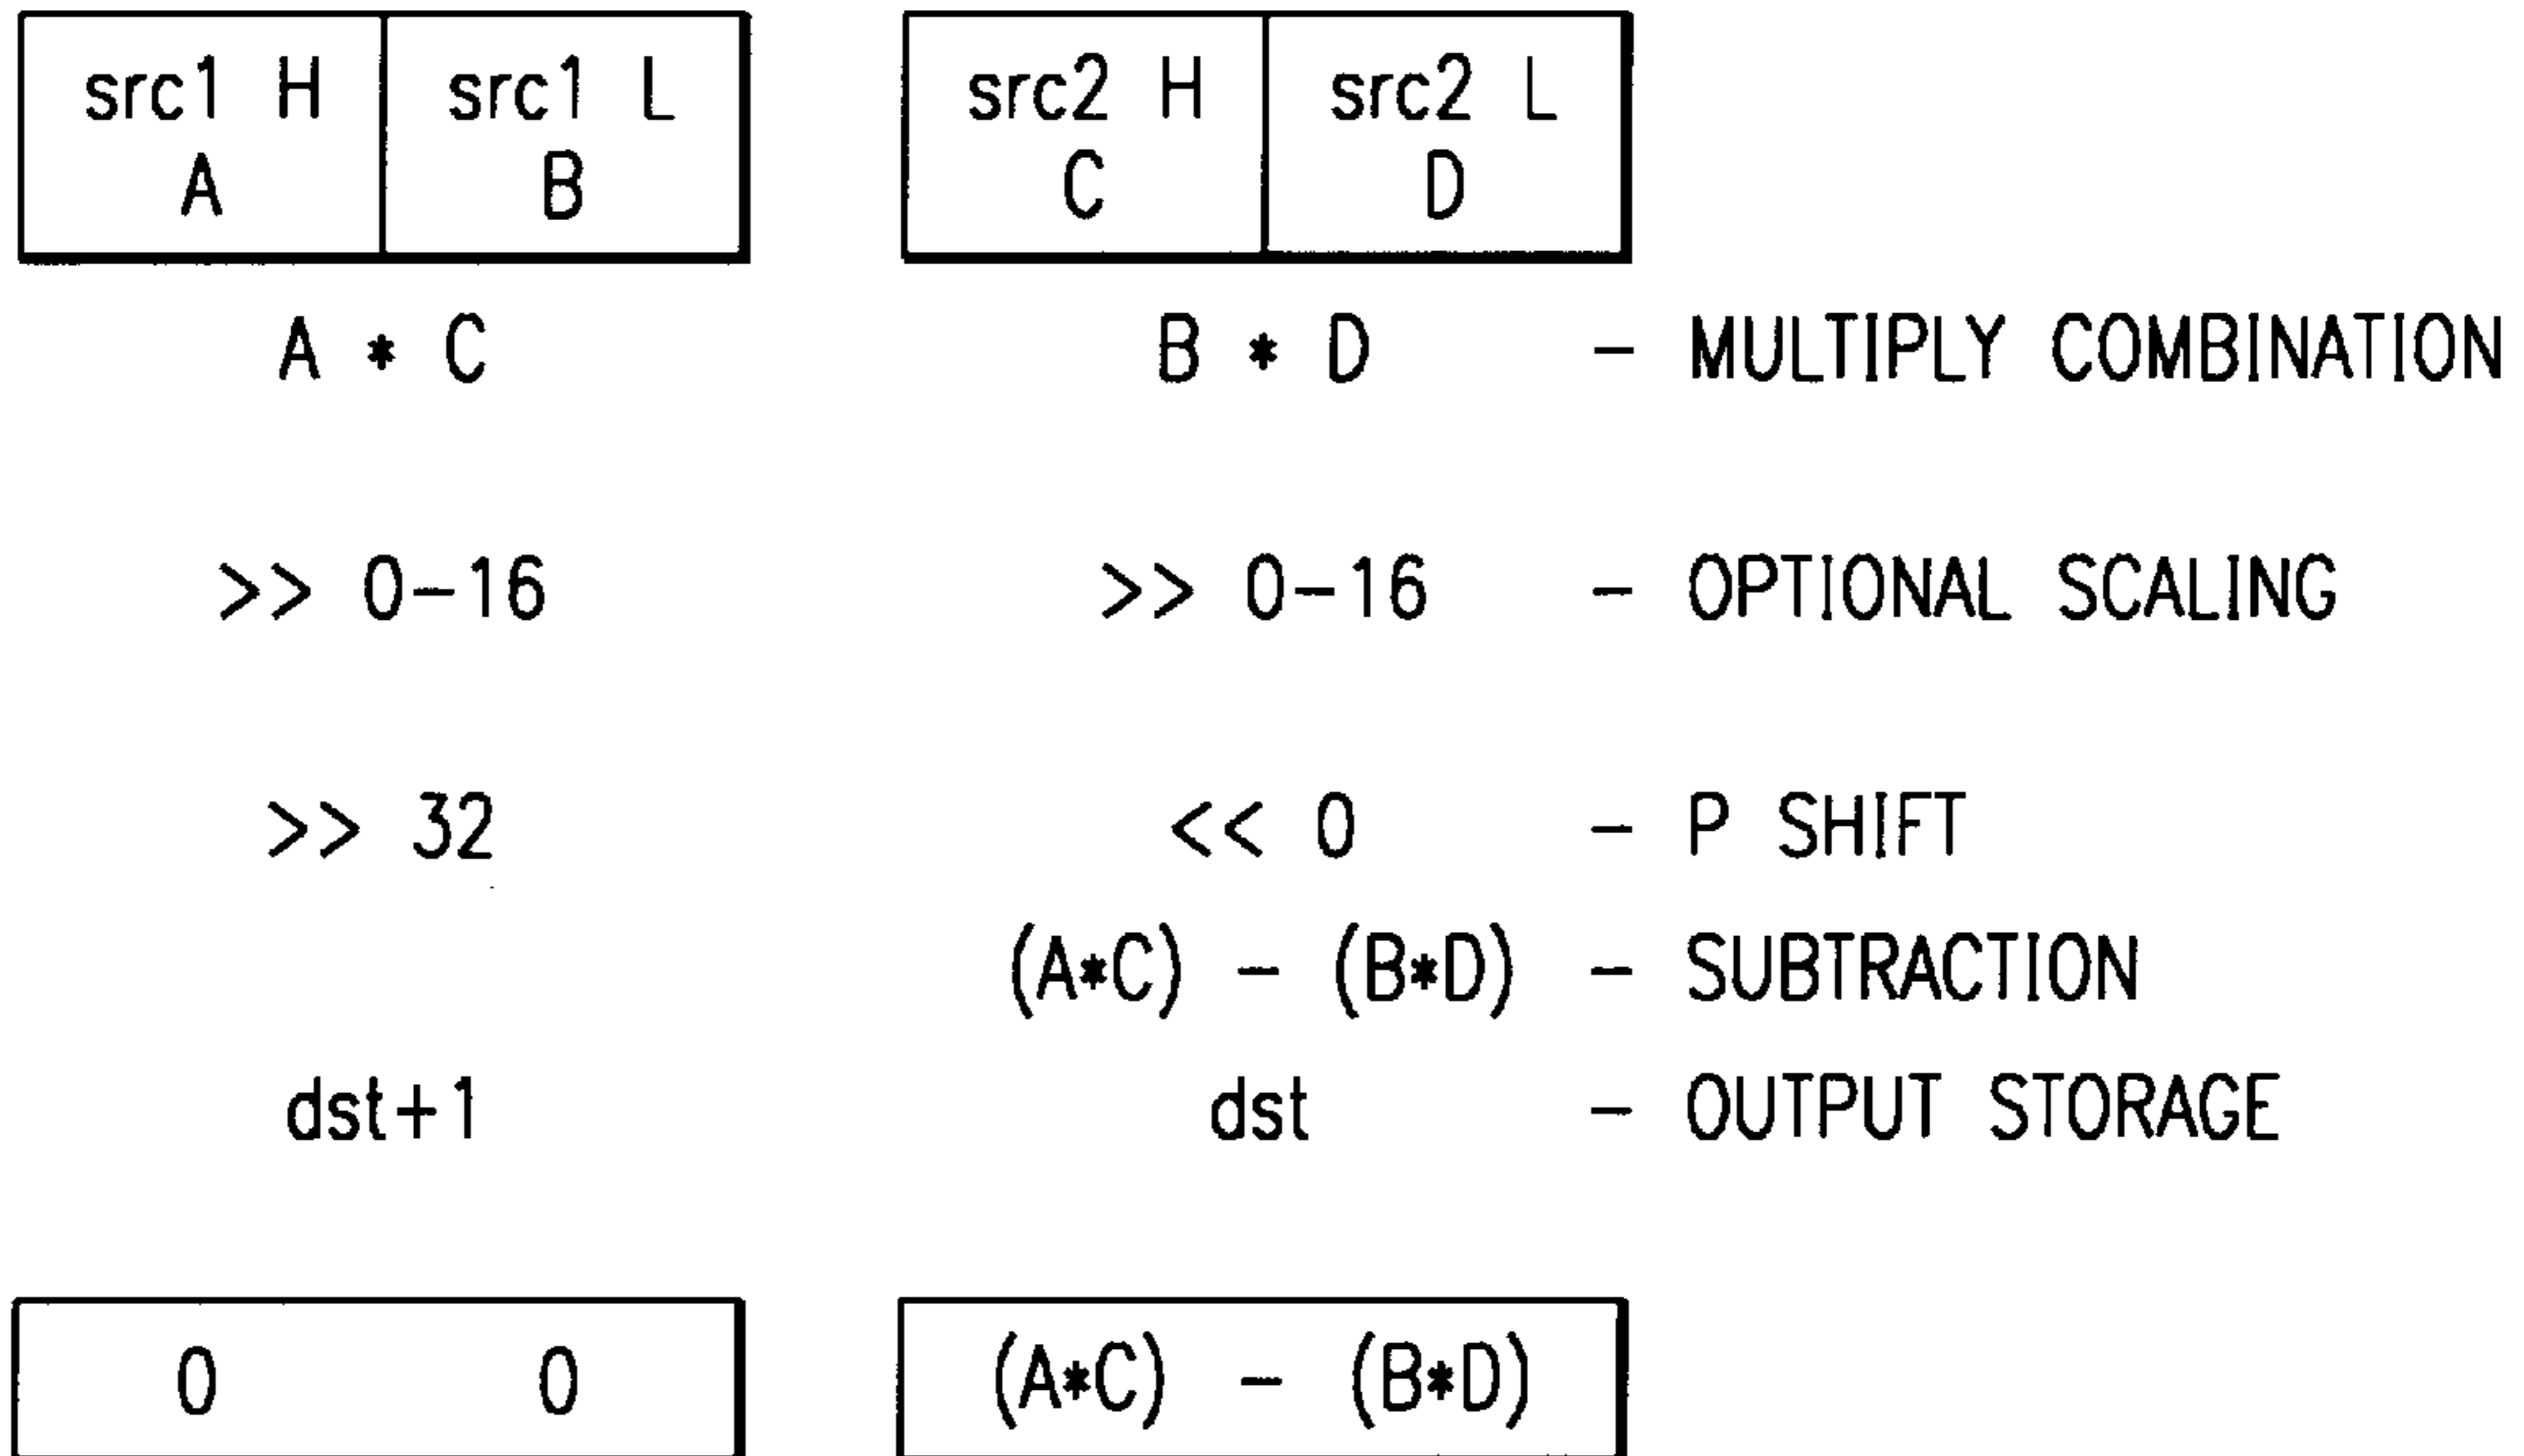 src1 H src1 L src2 H src2 L
A B C D
A * C B * D - MULTIPLY COMBINATION
>> 0-16 >> 0-16 - OPTIONAL SCALING
>> 32 << 0 - P SHIFT
(A*C) - (B*D) - SUBTRACTION
dst+1 dst - OUTPUT STORAGE
0 0 (A*C) - (B*D)